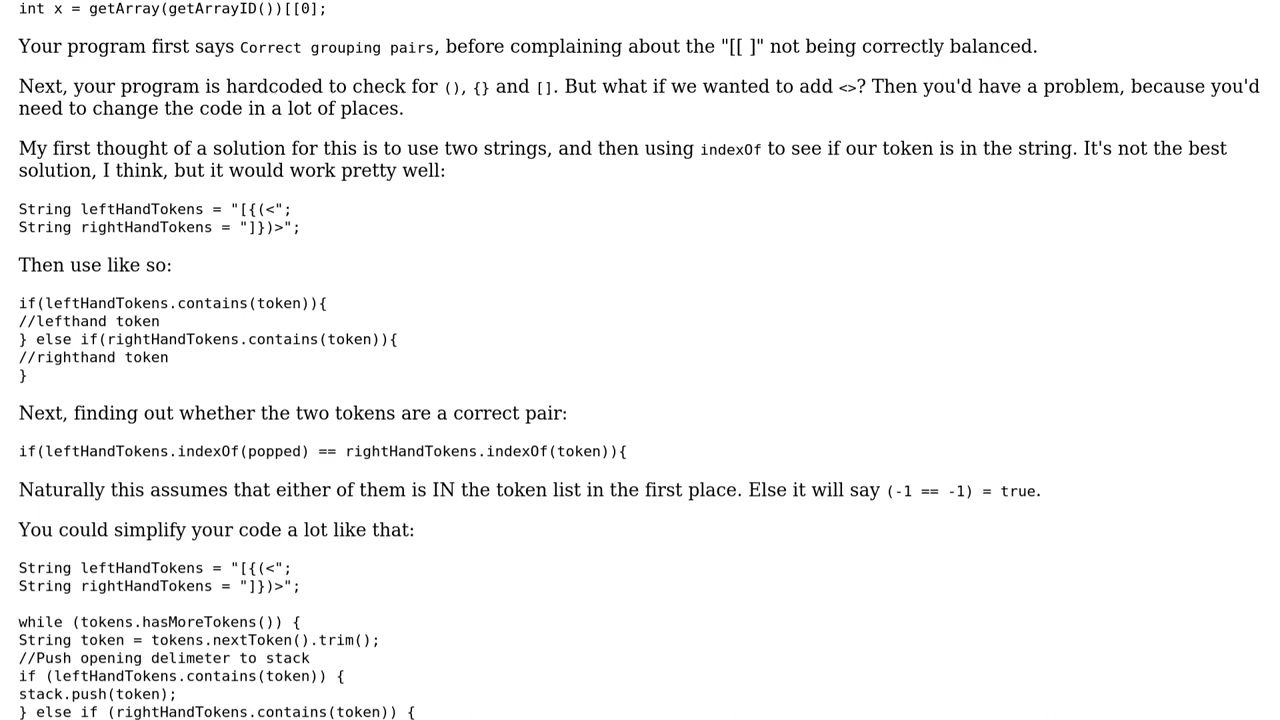 int x = getArray(getArrayID())[[0];
Your program first says Correct grouping pairs, before complaining about the "[[ ]" not being correctly balanced.
Next, your program is hardcoded to check for (), {} and []. But what if we wanted to add <>? Then you'd have a problem, because you'd
need to change the code in a lot of places.
My first thought of a solution for this is to use two strings, and then using indexOf to see if our token is in the string. It's not the best
solution, I think, but it would work pretty well:
String leftHandTokens = "[{(<";
String rightHandTokens = "]})>";
Then use like so:
if(leftHandTokens.contains(token)){
//lefthand token
} else if(rightHandTokens.contains(token)){
//righthand token
}
Next, finding out whether the two tokens are a correct pair:
if(leftHandTokens.indexOf(popped) == rightHandTokens.indexOf(token)){
Naturally this assumes that either of them is IN the token list in the first place. Else it will say (-1 == -1) = true.
You could simplify your code a lot like that:
String leftHandTokens = "[{(<";
String rightHandTokens = "]})>";
while (tokens.hasMoreTokens()) {
String token = tokens.nextToken().trim();
//Push opening delimeter to stack
if (leftHandTokens.contains(token)) {
stack.push(token);
} else if (rightHandTokens.contains(token)) {